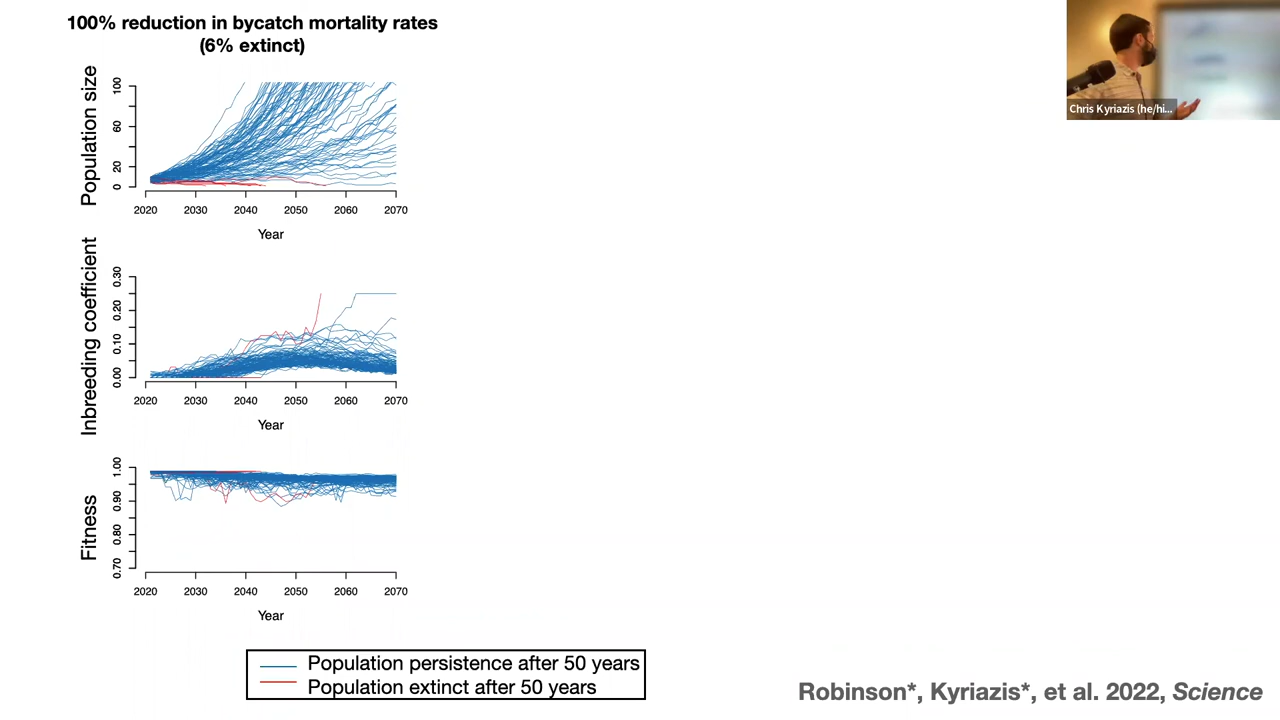 100% reduction in bycatch mortality rates
(6% extinct)
Population size
100
60
20
0
2020 2030 2040 2050 2060 2070
Year
Inbreeding coefficient
0.30
0.20
0.10
0.00
2020 2030 2040 2050 2060 2070
Year
Fitness
1.00
0.90
0.80
0.70
2020 2030 2040 2050 2060 2070
Year
Population persistence after 50 years
Population extinct after 50 years
Chris Kyriazis (he/hi...
Robinson*, Kyriazis*, et al. 2022, Science